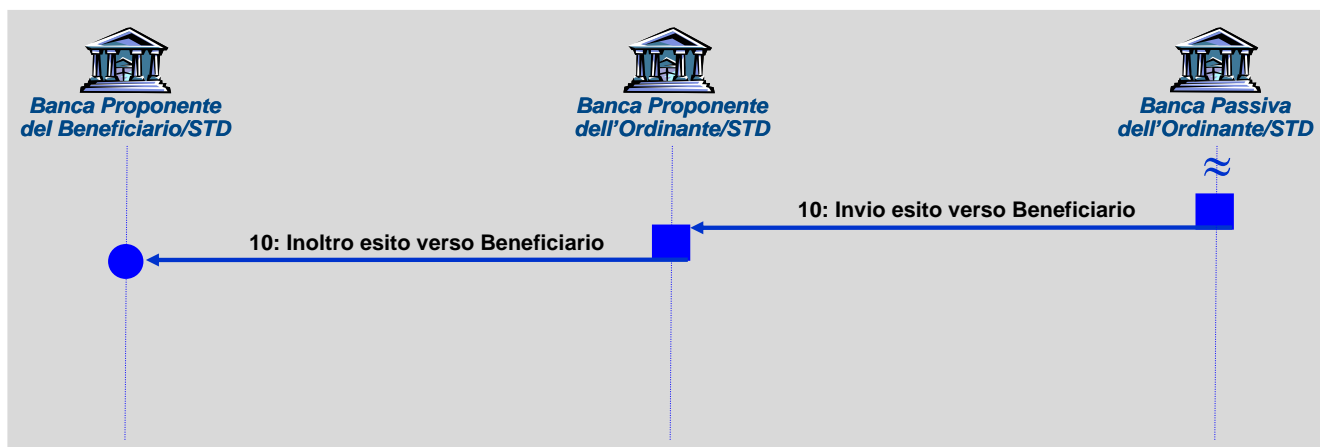 Banca Proponente
del Beneficiario/STD
Banca Proponente
dell'Ordinante/STD
Banca Passiva
dell'Ordinante/STD
≈
10: Invio esito verso Beneficiario
10: Inoltro esito verso Beneficiario